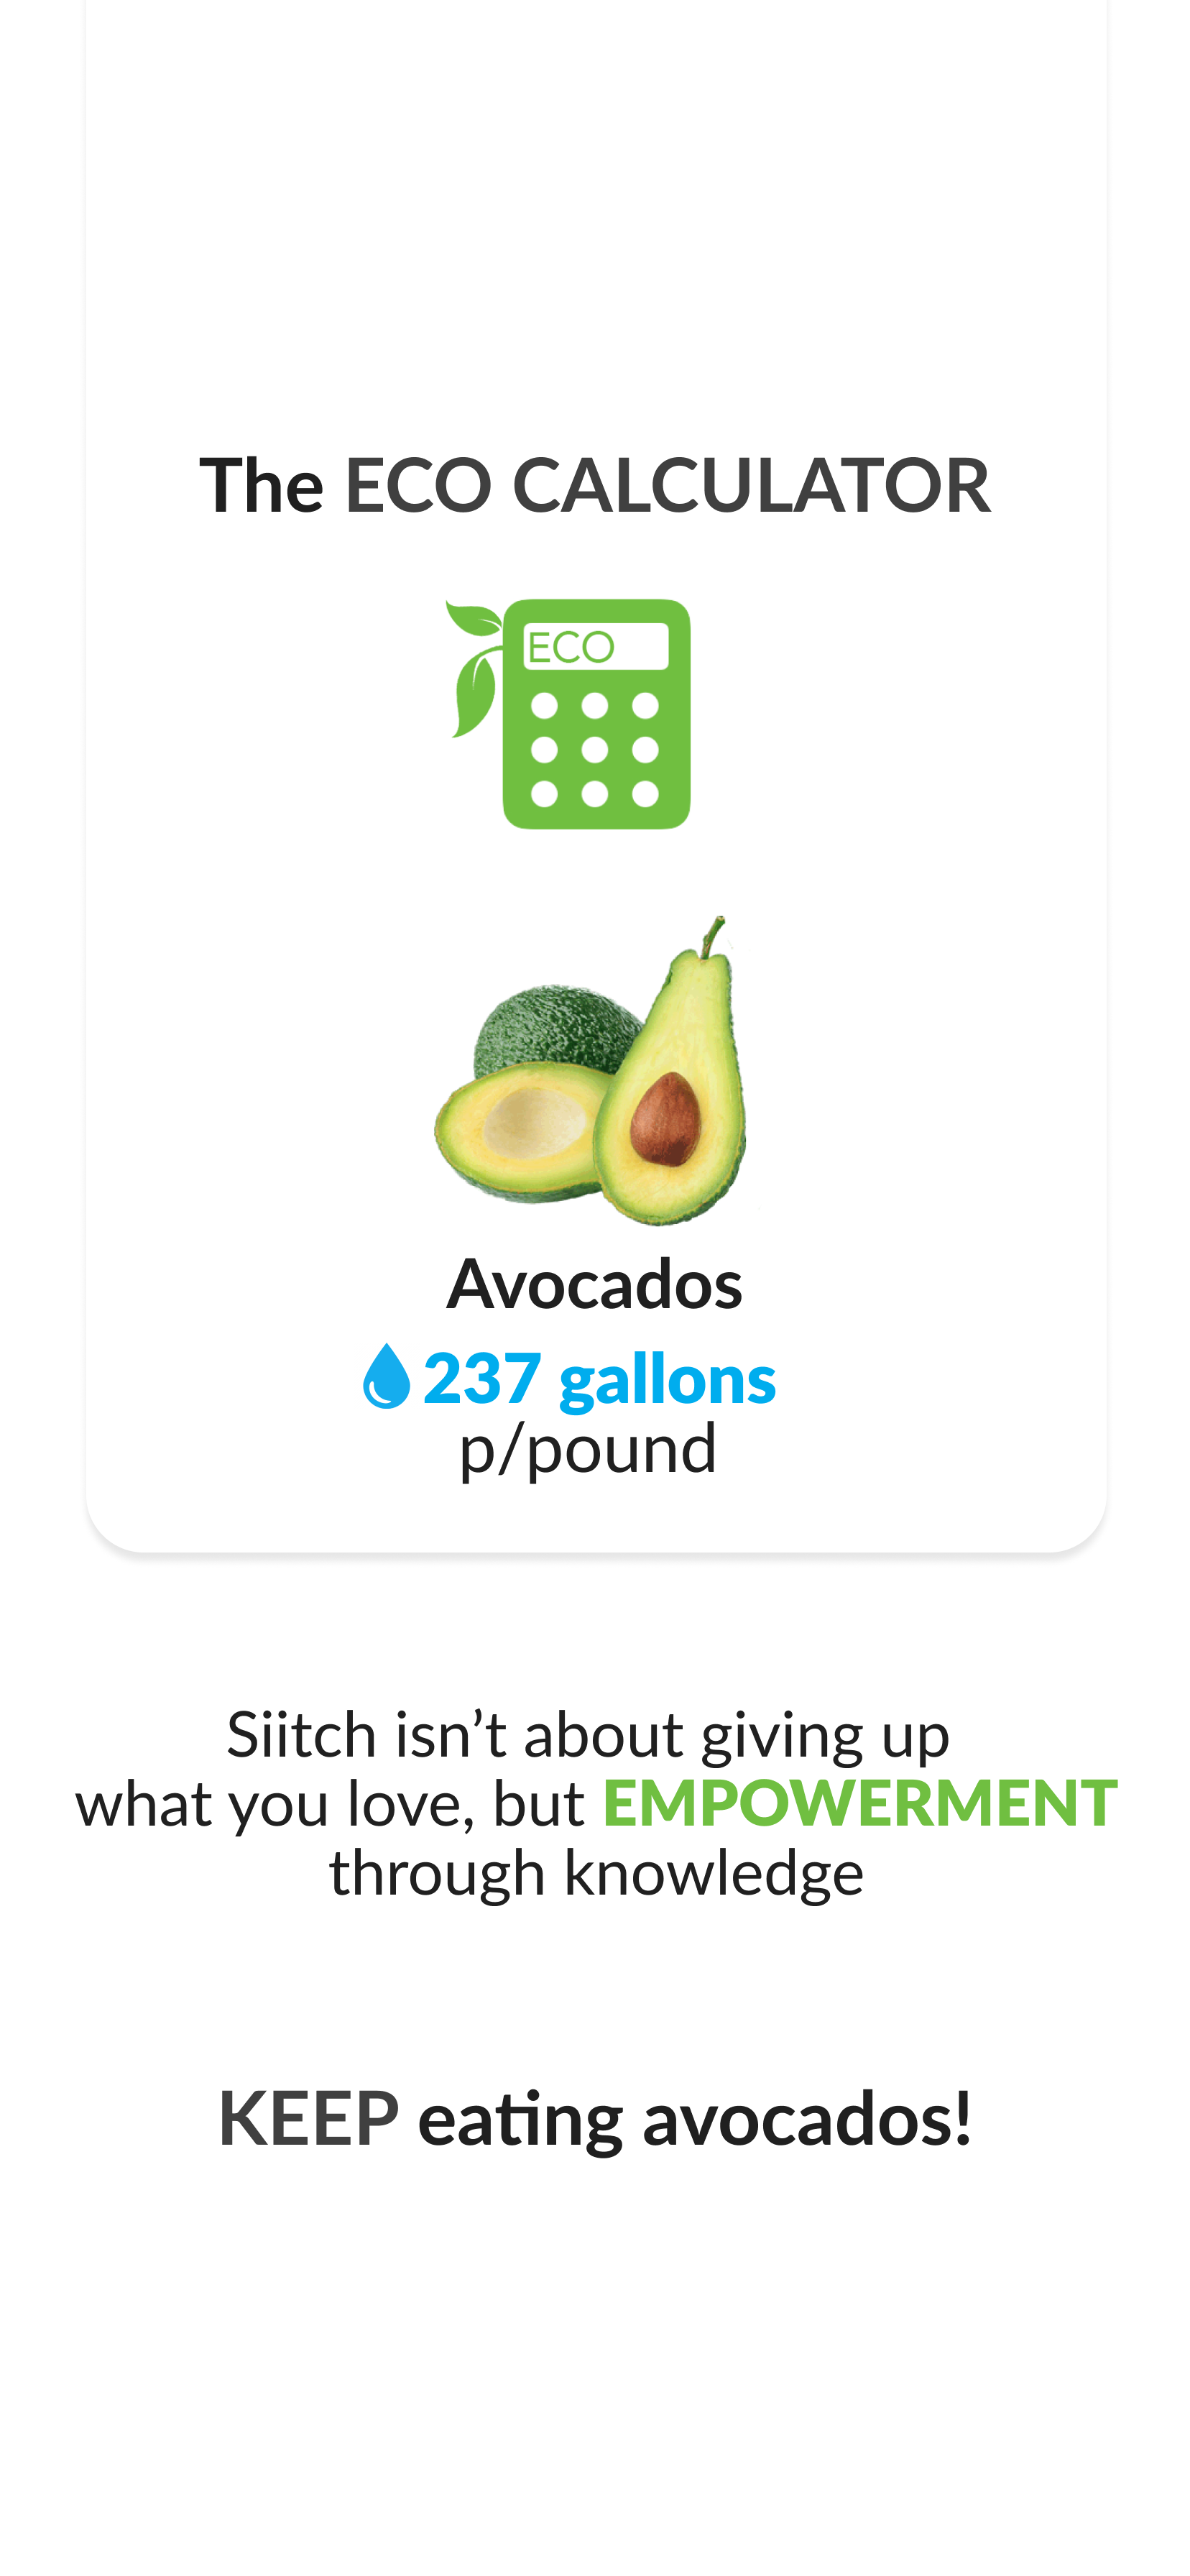 The ECO CALCULATOR
ECO
Avocados
237 gallons
p/pound
Siitch isn’t about giving up
what you love, but EMPOWERMENT
through knowledge
KEEP eating avocados!